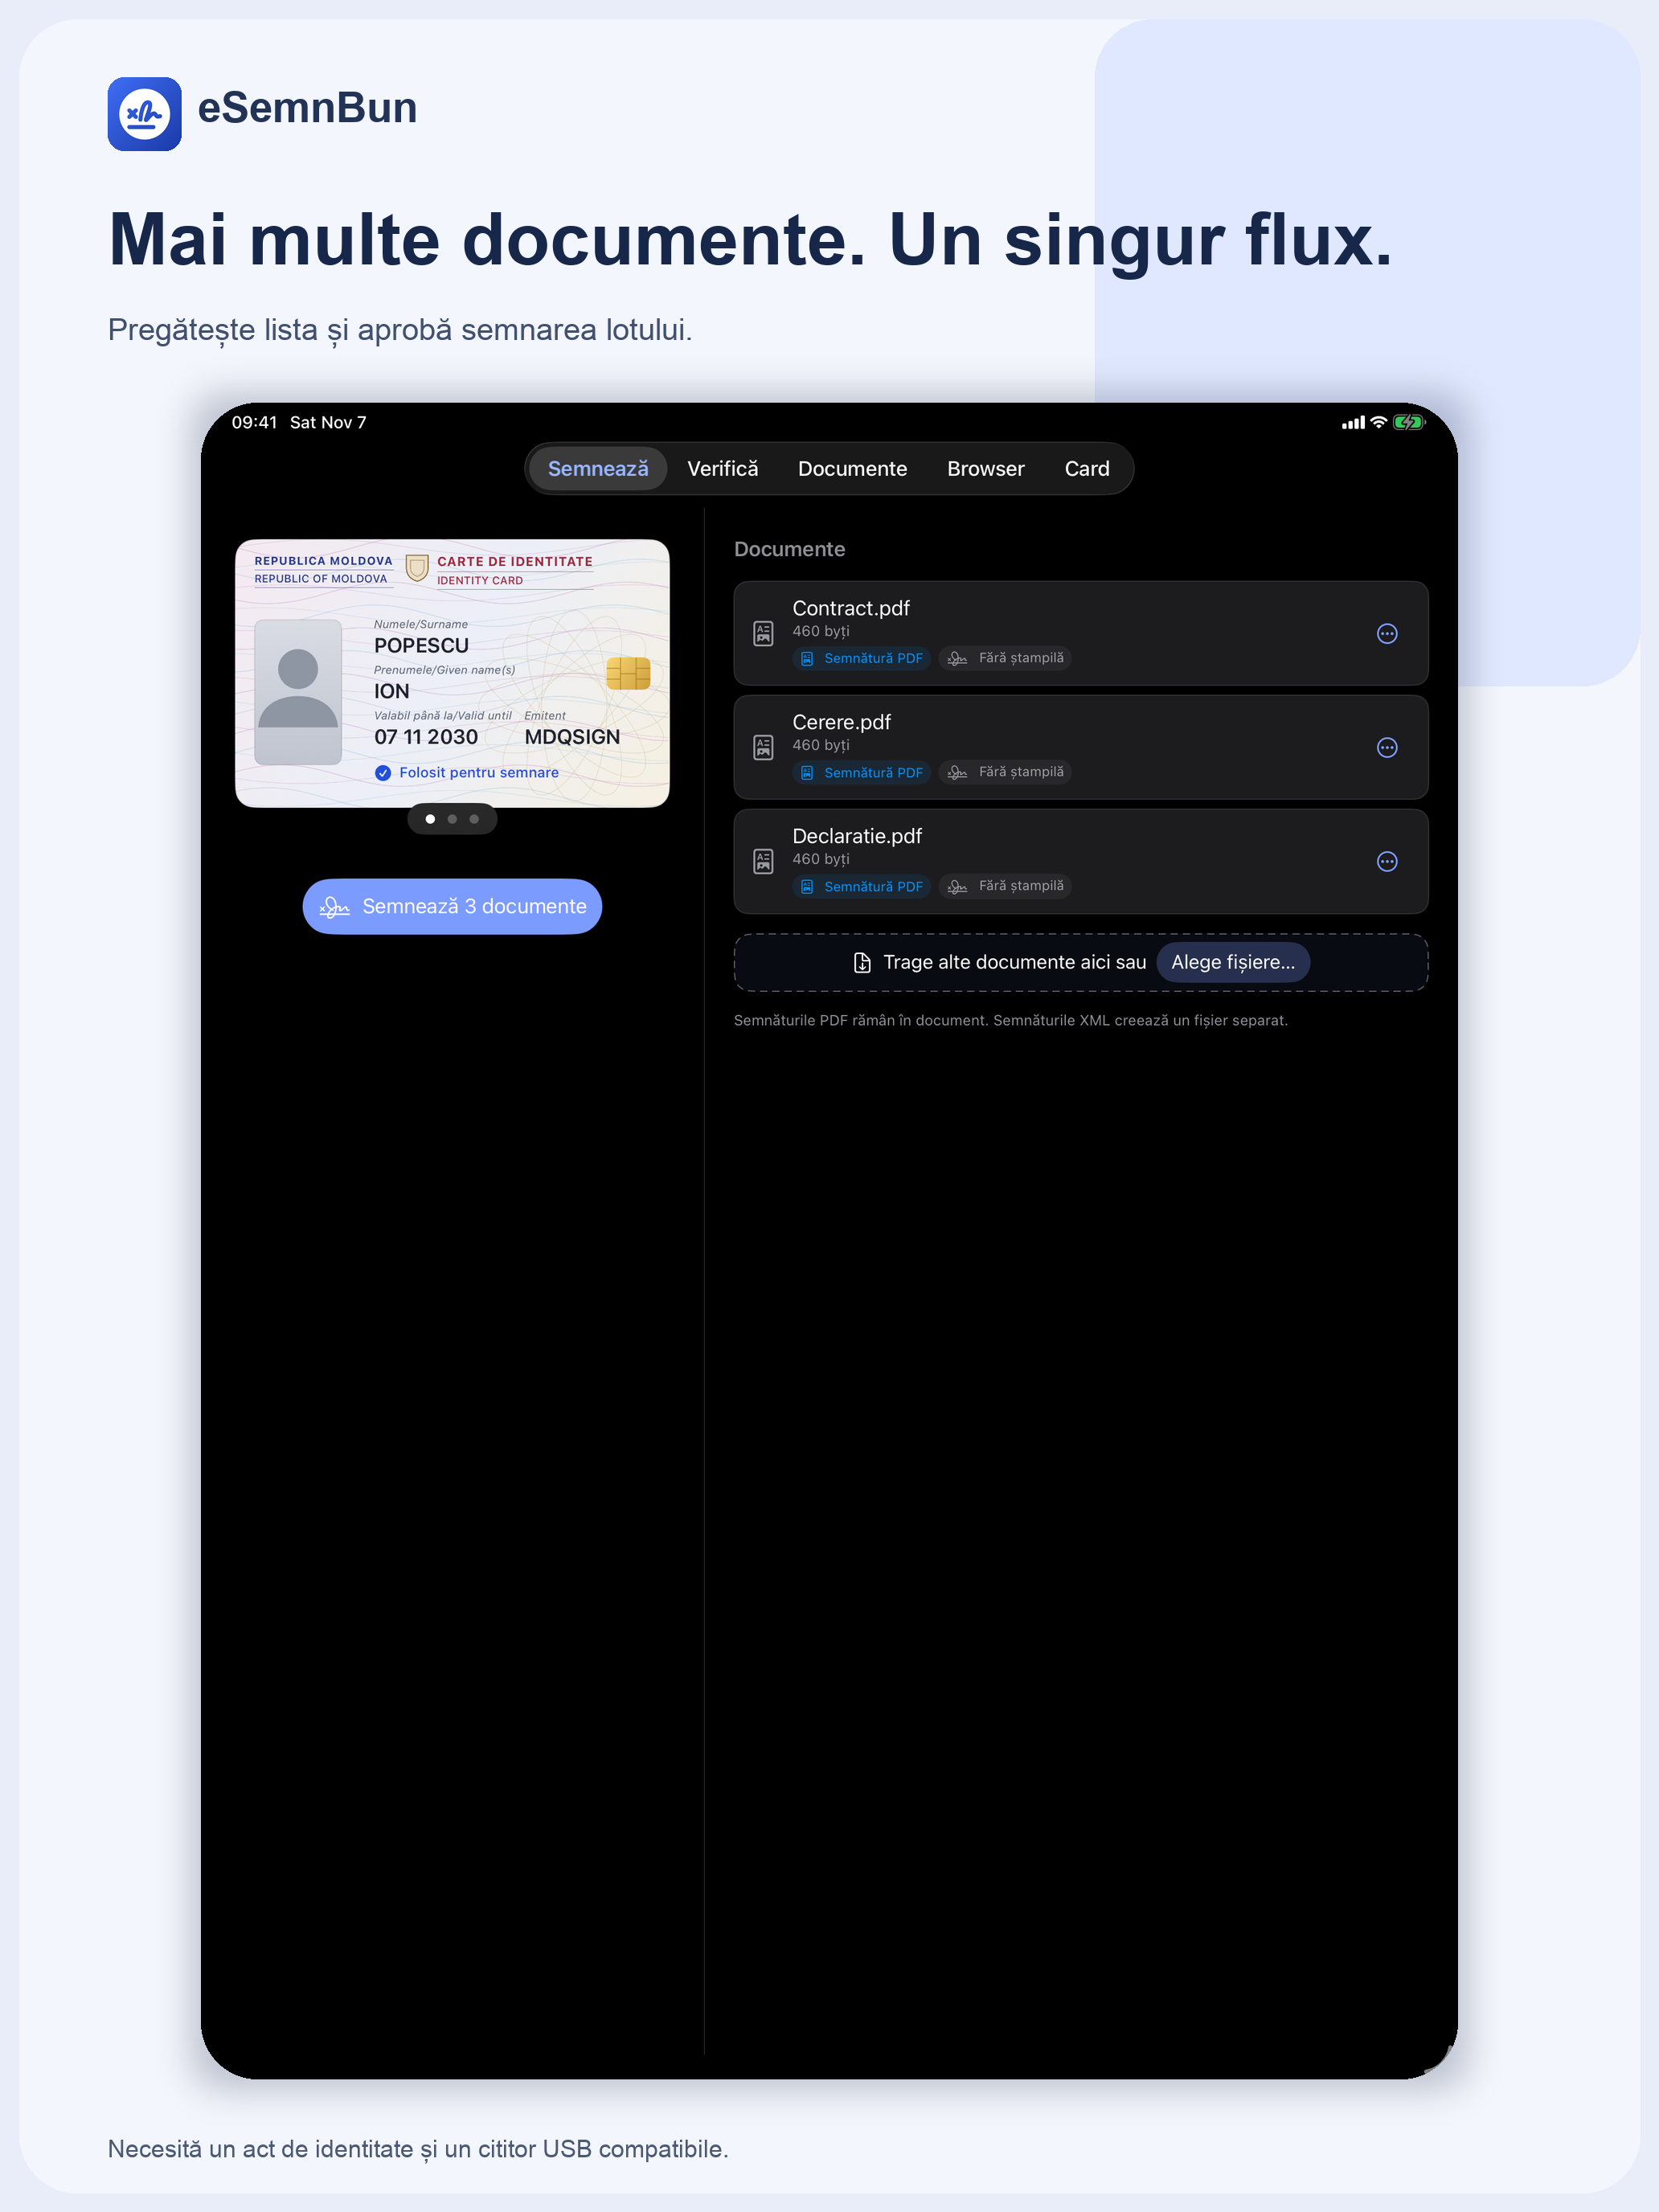 eSemnBun
Mai multe documente. Un singur flux.
Pregătește lista și aprobă semnarea lotului.
09:41 Sat Nov 7
Semnează Verifică Documente Browser Card
REPUBLICA MOLDOVA
REPUBLIC OF MOLDOVA
CARTE DE IDENTITATE
IDENTITY CARD
Numele/Surname
POPESCU
Prenumele/Given name(s)
ION
Valabil până la/Valid until Emitent
07 11 2030 MDQSIGN
Folosit pentru semnare
Semnează 3 documente
Documente
Contract.pdf
460 byți
Semnătură PDF Fără ștampilă
Cerere.pdf
460 byți
Semnătură PDF Fără ștampilă
Declaratie.pdf
460 byți
Semnătură PDF Fără ștampilă
Trage alte documente aici sau Alege fișiere...
Semnăturile PDF rămân în document. Semnăturile XML creează un fișier separat.
Necesită un act de identitate și un cititor USB compatibile.